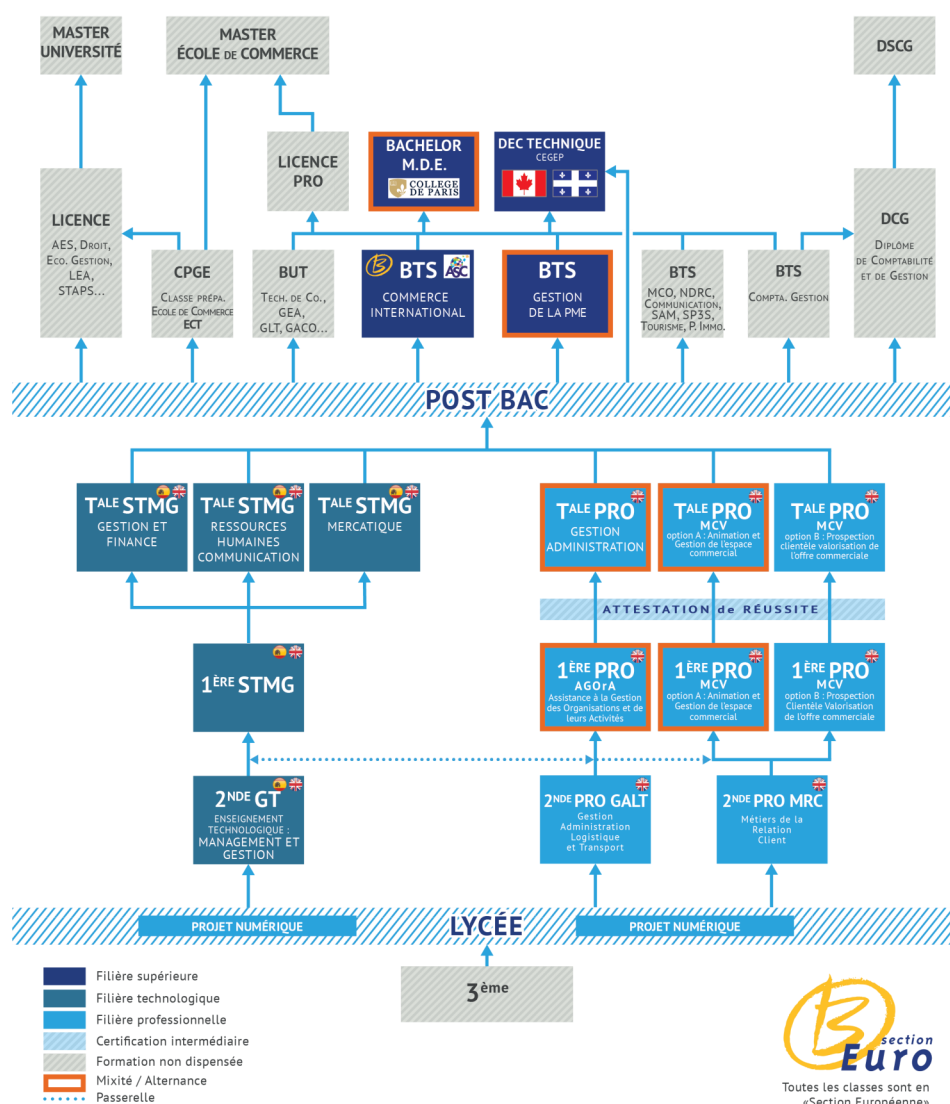 MASTER
UNIVERSITÉ
MASTER
ÉCOLE DE COMMERCE
DSCG
LICENCE
PRO
BACHELOR
M.D.E.
COLLEGE
DE PARIS
DEC TECHNIQUE
CEGEP
LICENCE
AES, DROIT,
ECO. GESTION,
LEA,
STAPS...
CPGE
CLASSE PRÉPA.
ECOLE DE COMMERCE
ECT
BUT
TECH. DE CO.,
GEA,
GLT, GACO...
B
BTS
ASC
COMMERCE
INTERNATIONAL
BTS
GESTION
DE LA PME
BTS
MCO, NDRC,
COMMUNICATION,
SAM, SP3S,
TOURISME, P. IMMO.
BTS
COMPTA. GESTION
DCG
DIPLÔME
DE COMPTABILITÉ
ET DE GESTION
POST BAC
TALE STMG
GESTION ET
FINANCE
TALE STMG
RESSOURCES
HUMAINES
COMMUNICATION
TALE STMG
MERCATIQUE
TALE PRO
GESTION
ADMINISTRATION
TALE PRO
MCV
option A : Animation et
Gestion de l'espace
commercial
TALE PRO
MCV
option B : Prospection
clientèle valorisation de
l'offre commerciale
ATTESTATION de RÉUSSITE
1ÈRE STMG
1ÈRE PRO
AGOrA
Assistance à la Gestion
des Organisations et de
leurs Activités
1ÈRE PRO
MCV
option A : Animation et
Gestion de l'espace
commercial
1ÈRE PRO
MCV
option B : Prospection
Clientèle Valorisation
de l'offre commerciale
2NDE GT
ENSEIGNEMENT
TECHNOLOGIQUE :
MANAGEMENT ET
GESTION
2NDE PRO GALT
Gestion
Administration
Logistique
et Transport
2NDE PRO MRC
Métiers de la
Relation
Client
PROJET NUMÉRIQUE
LYCÉE
PROJET NUMÉRIQUE
3ème
Filière supérieure
Filière technologique
Filière professionnelle
Certification intermédiaire
Formation non dispensée
Mixité / Alternance
Passerelle
B
section
Euro
Toutes les classes sont en
«Section Européenne»